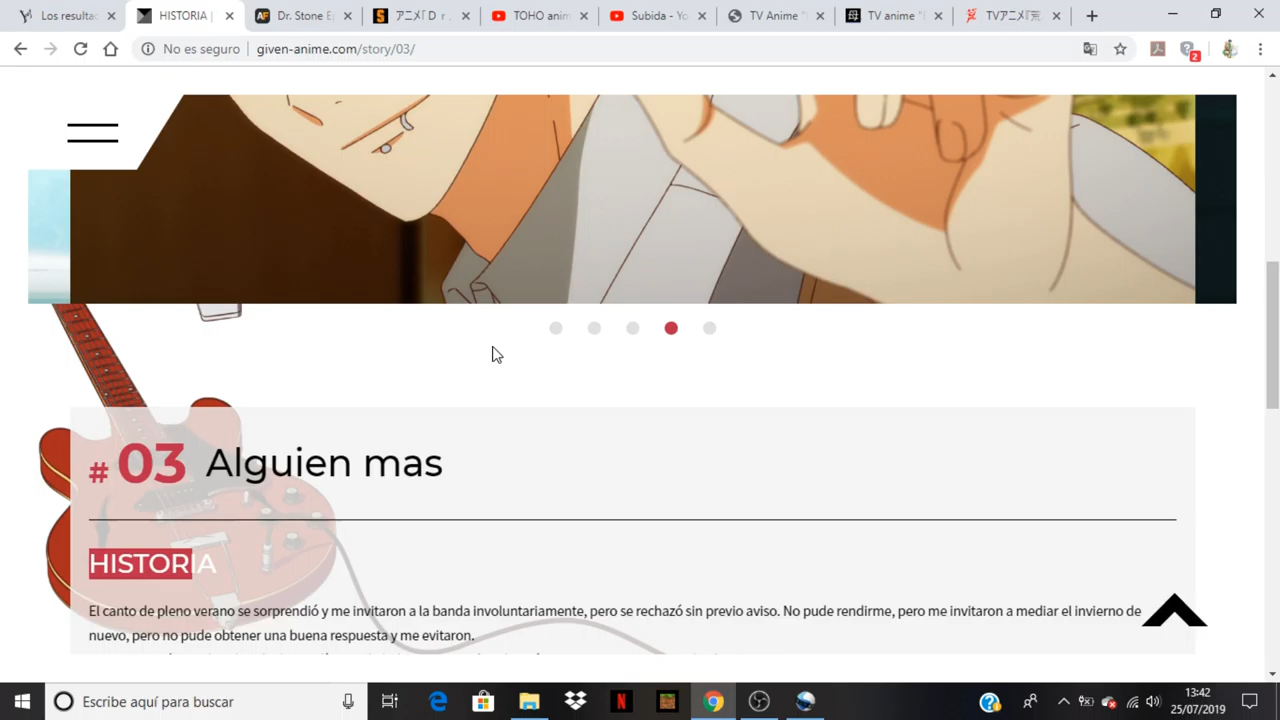 Los resulta
HISTORIA |
Dr. Stone E
アニメ「D r
TOHO anim
Subida - Yo
TV Anime "
TV anime "
TVアニメ『荒
No es seguro
given-anime.com/story/03/
2
# 03 Alguien mas
HISTORIA
El canto de pleno verano se sorprendió y me invitaron a la banda involuntariamente, pero se rechazó sin previo aviso. No pude rendirme, pero me invitaron a mediar el invierno de
nuevo, pero no pude obtener una buena respuesta y me evitaron.
Escribe aquí para buscar
13:42
25/07/2019